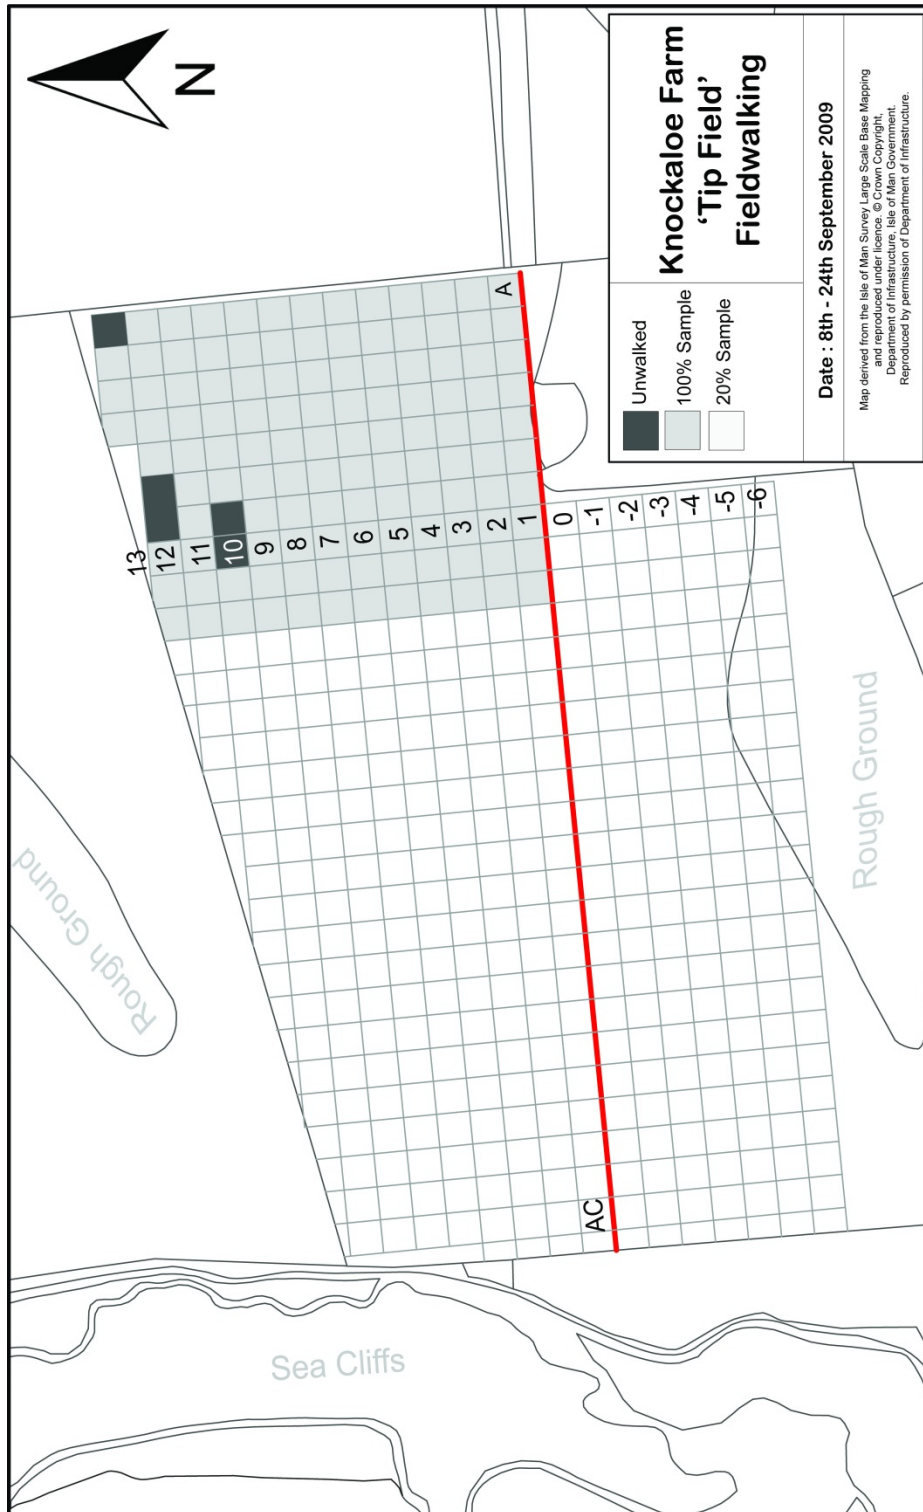 N
Knockaloe Farm
‘Tip Field’
Fieldwalking
Unwalked
100% Sample
20% Sample
Date : 8th - 24th September 2009
Map derived from the Isle of Man Survey Large Scale Base Mapping
and reproduced under licence. © Crown Copyright,
Department of Infrastructure, Isle of Man Government.
Reproduced by permission of Department of Infrastructure.
A
13
12
11
10
9
8
7
6
5
4
3
2
1
0
-1
-2
-3
-4
-5
-6
AC
Rough Ground
Rough Ground
Sea Cliffs